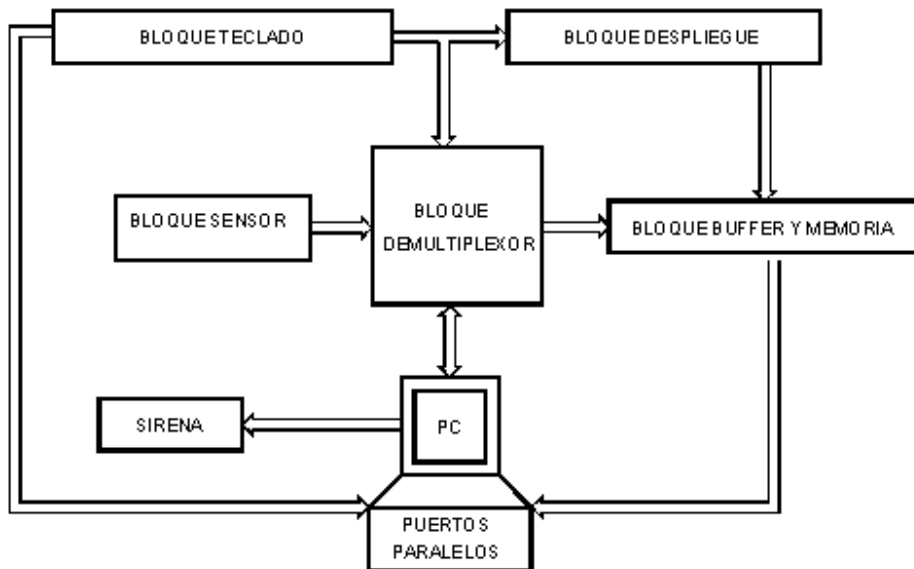 BLOQUE TECLADO
BLOQUE DESPLIEGUE
BLOQUE SENSOR
BLOQUE
DEMULTIPLEXOR
BLOQUE BUFFER Y MEMORIA
SIRENA
PC
PUERTOS
PARALELOS